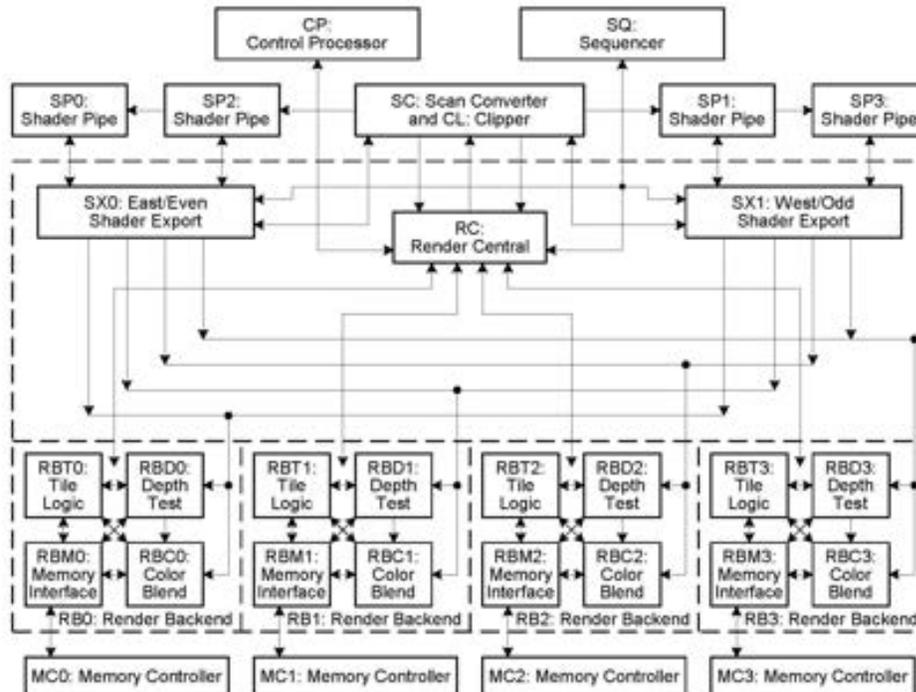 CP:
Control Processor
SQ:
Sequencer
SP0:
Shader Pipe
SP2:
Shader Pipe
SC: Scan Converter
and CL: Clipper
SP1:
Shader Pipe
SP3:
Shader Pipe
SX0: East/Even
Shader Export
RC:
Render Central
SX1: West/Odd
Shader Export
RBT0:
Tile
Logic
RBD0:
Depth
Test
RBM0:
Memory
Interface
RBC0:
Color
Blend
RB0: Render Backend
RBT1:
Tile
Logic
RBD1:
Depth
Test
RBM1:
Memory
Interface
RBC1:
Color
Blend
RB1: Render Backend
RBT2:
Tile
Logic
RBD2:
Depth
Test
RBM2:
Memory
Interface
RBC2:
Color
Blend
RB2: Render Backend
RBT3:
Tile
Logic
RBD3:
Depth
Test
RBM3:
Memory
Interface
RBC3:
Color
Blend
RB3: Render Backend
MC0: Memory Controller
MC1: Memory Controller
MC2: Memory Controller
MC3: Memory Controller